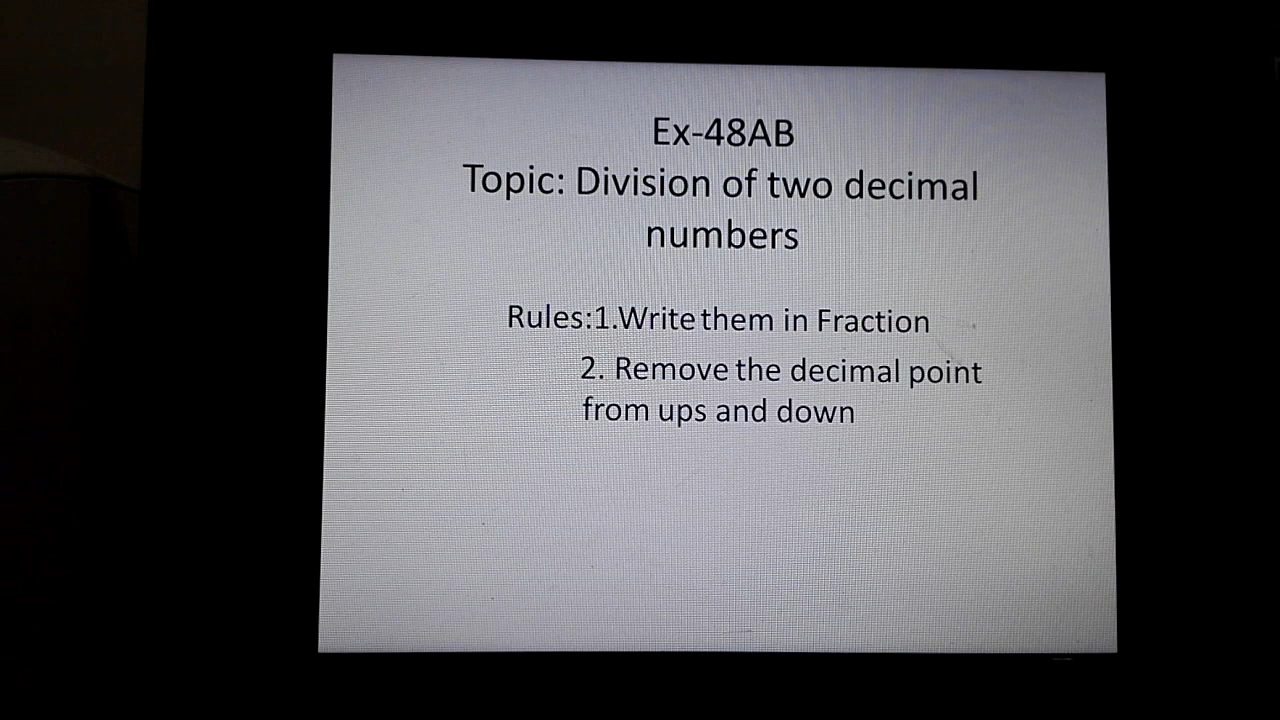 Ex-48AB
Topic: Division of two decimal
numbers
Rules:1.Write them in Fraction
2. Remove the decimal point
from ups and down